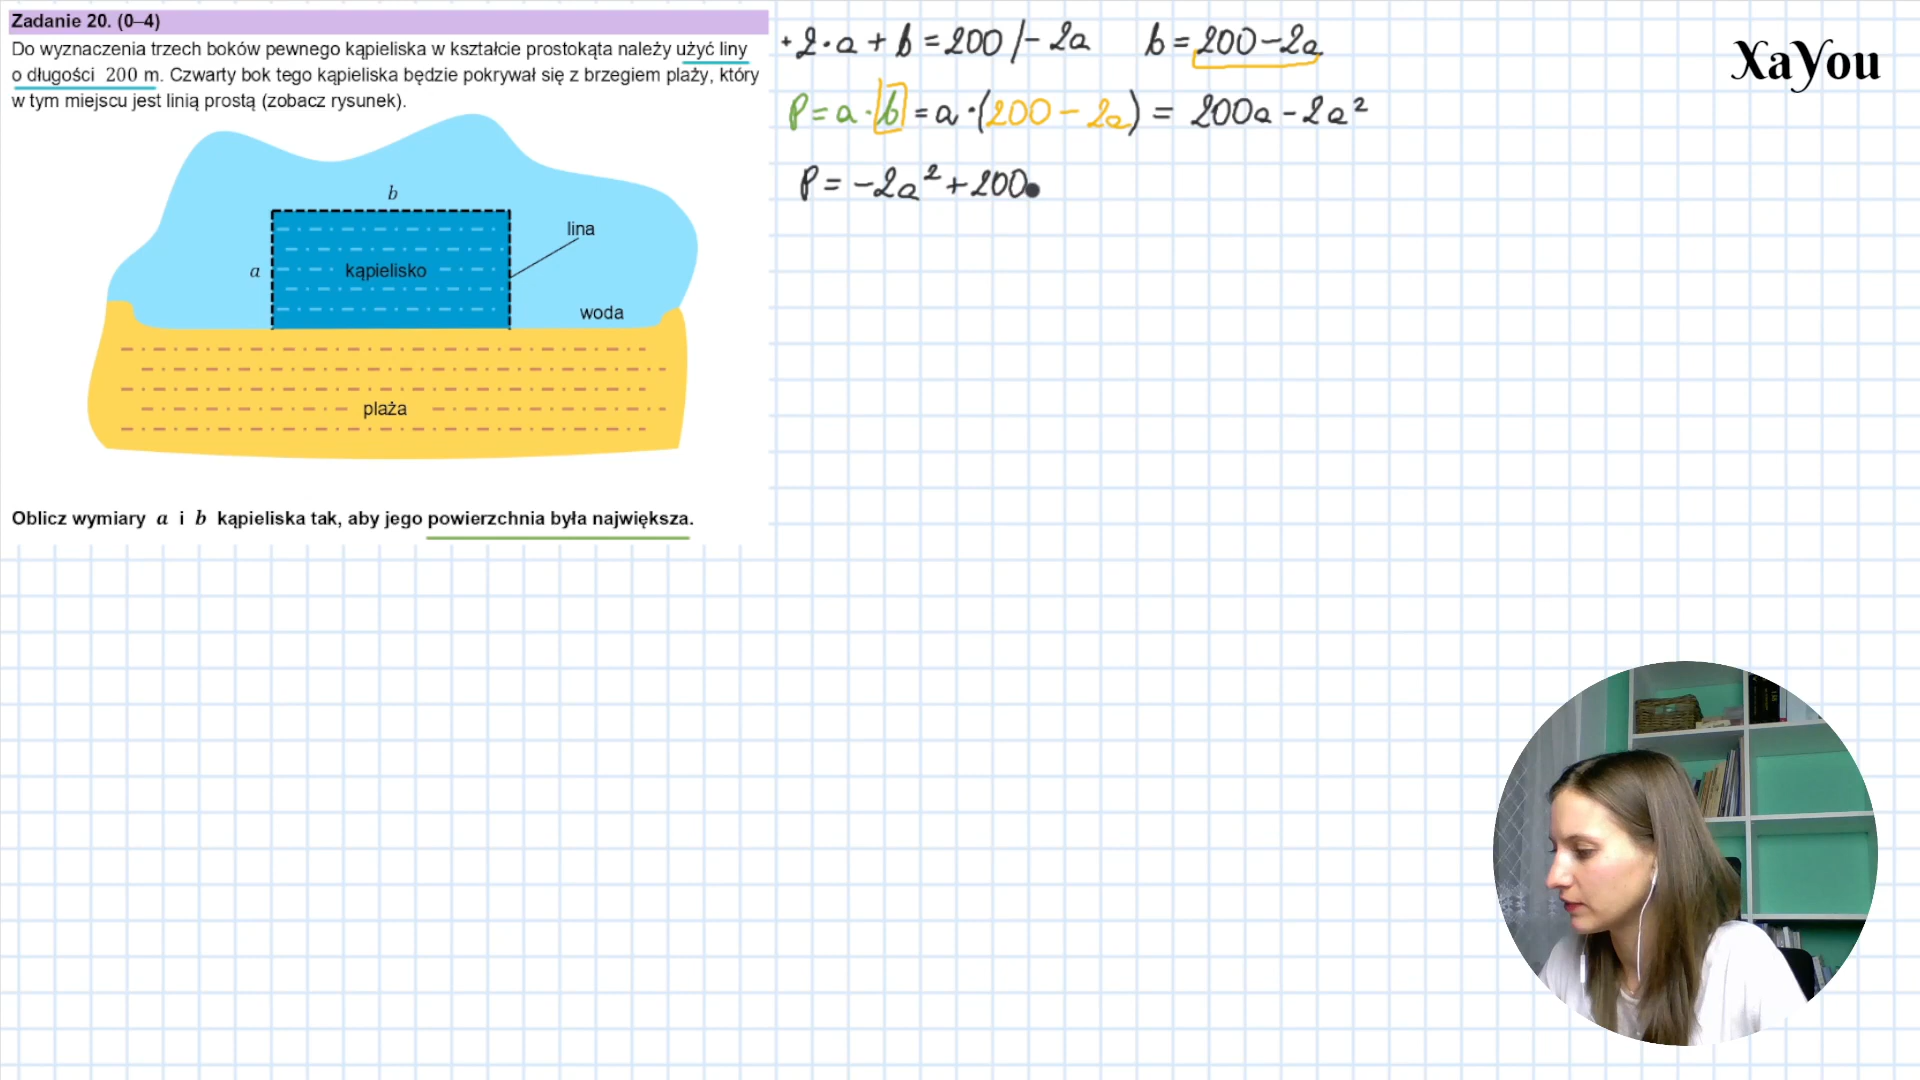 Zadanie 20. (0–4)
Do wyznaczenia trzech boków pewnego kąpieliska w kształcie prostokąta należy użyć liny
o długości 200 m. Czwarty bok tego kąpieliska będzie pokrywał się z brzegiem plaży, który
w tym miejscu jest linią prostą (zobacz rysunek).
b
lina
a
kąpielisko
woda
plaża
Oblicz wymiary a i b kąpieliska tak, aby jego powierzchnia była największa.
+2·a + b = 200 /- 2a b = 200-2a
P = a · b = a · (200 - 2a) = 200a - 2a²
P = -2a² + 200
XaYou